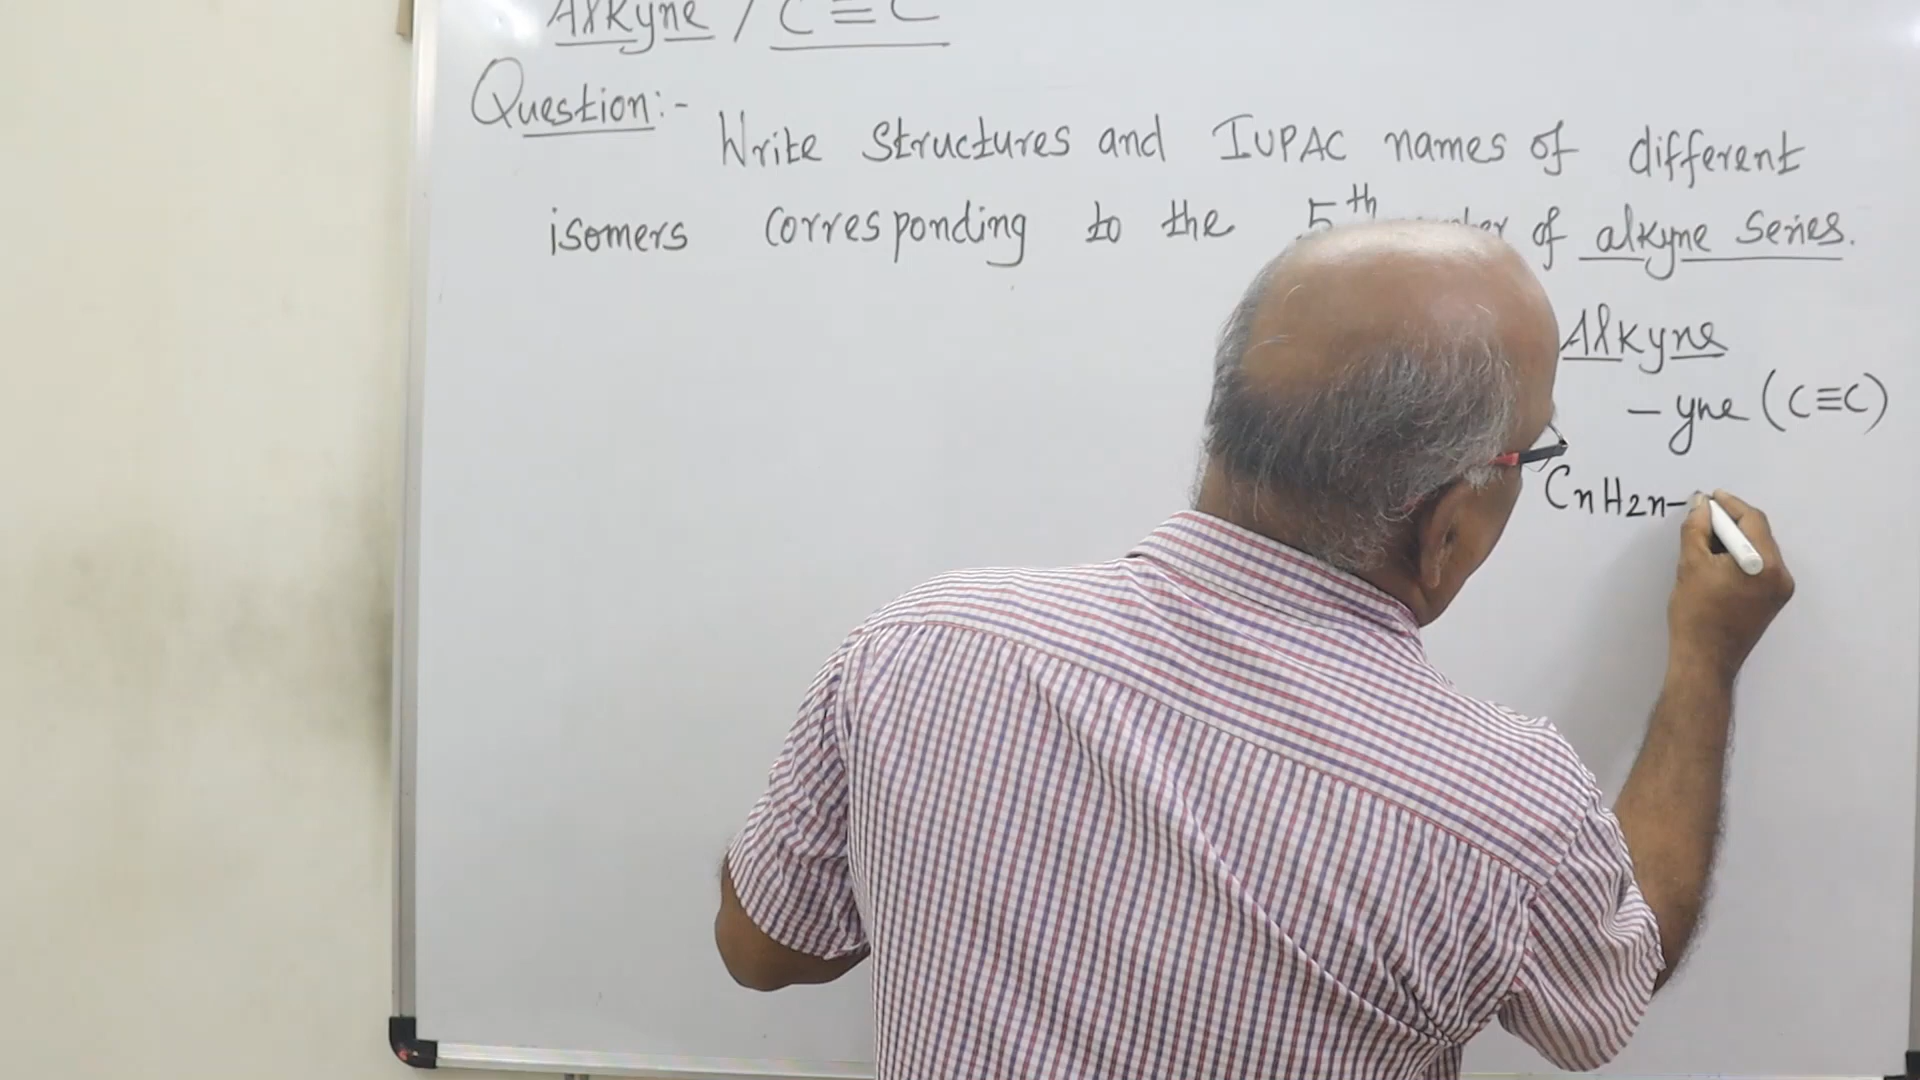 Alkyne / C≡C
Question:-
Write Structures and IUPAC names of different
isomers corresponding to the 5th of alkyne series.
Alkyne
- yne (C≡C)
CnH2n-